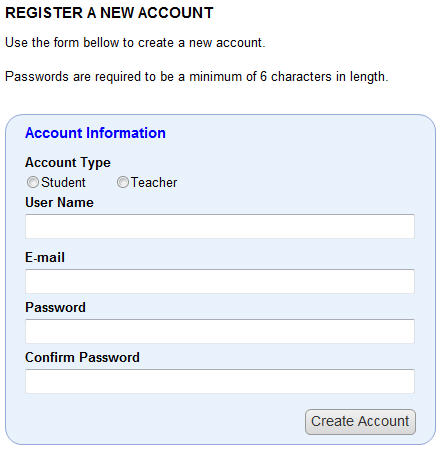 REGISTER A NEW ACCOUNT
Use the form bellow to create a new account.
Passwords are required to be a minimum of 6 characters in length.
Account Information
Account Type
Student Teacher
User Name
E-mail
Password
Confirm Password
Create Account